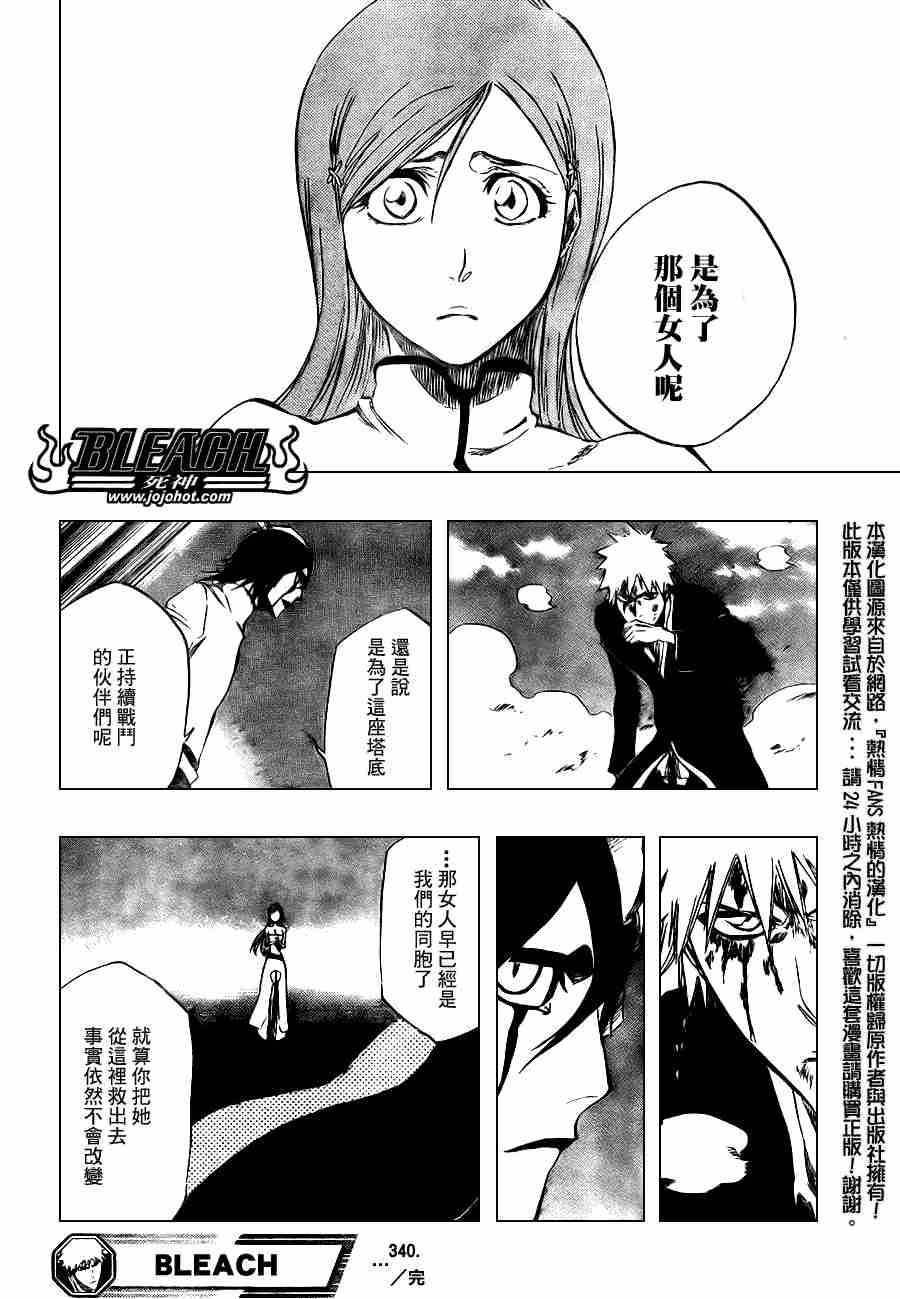 是為了
那個女人呢
BLEACH
死神
www.jojohot.com
還是說
是為了這座塔底
正持續戰鬥
的伙伴們呢
…那女人早已經是
我們的同胞了
就算你把她
從這裡救出去
事實依然不會改變
本漢化圖源來自於網路．『熱情FANS 熱情的漢化』一切版權歸原作者與出版社擁有！
此版本僅供學習試看交流…請24小時之內消除．喜歡這套漫畫請購買正版！謝謝。
BLEACH
340.
…
／完